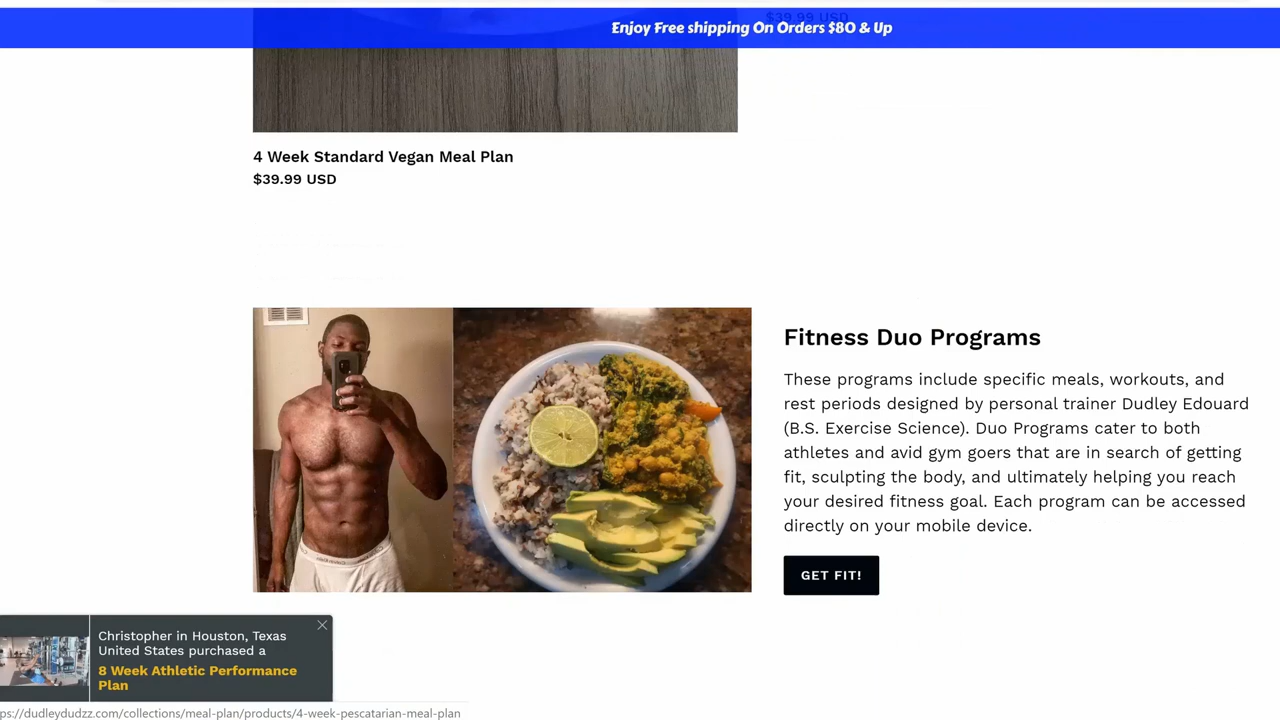 $39.99 USD
Enjoy Free shipping On Orders $80 & Up
4 Week Standard Vegan Meal Plan
$39.99 USD
Fitness Duo Programs
These programs include specific meals, workouts, and
rest periods designed by personal trainer Dudley Edouard
(B.S. Exercise Science). Duo Programs cater to both
athletes and avid gym goers that are in search of getting
fit, sculpting the body, and ultimately helping you reach
your desired fitness goal. Each program can be accessed
directly on your mobile device.
GET FIT!
Christopher in Houston, Texas
United States purchased a
8 Week Athletic Performance
Plan
ps://dudleydudzz.com/collections/meal-plan/products/4-week-pescatarian-meal-plan